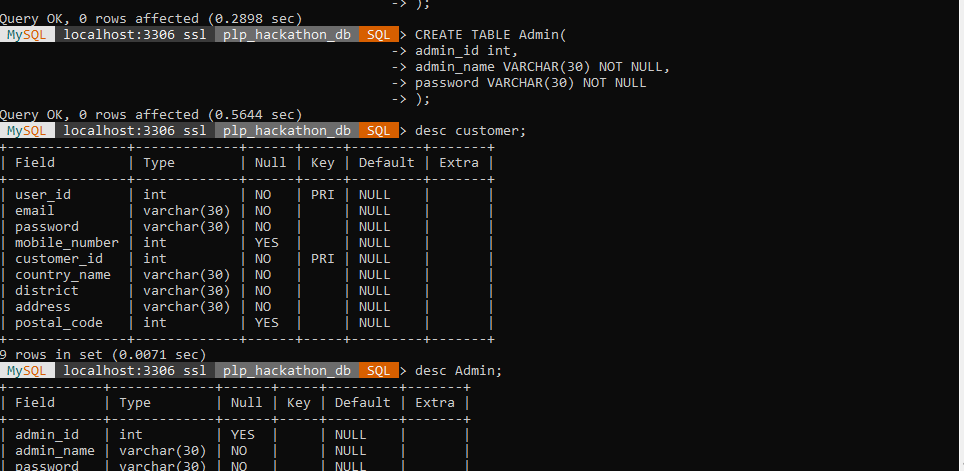 -> );
Query OK, 0 rows affected (0.2898 sec)
MySQL localhost:3306 ssl plp_hackathon_db SQL > CREATE TABLE Admin(
-> admin_id int,
-> admin_name VARCHAR(30) NOT NULL,
-> password VARCHAR(30) NOT NULL
-> );
Query OK, 0 rows affected (0.5644 sec)
MySQL localhost:3306 ssl plp_hackathon_db SQL > desc customer;
+---------------+-------------+------+-----+---------+-------+
| Field         | Type        | Null | Key | Default | Extra |
+---------------+-------------+------+-----+---------+-------+
| user_id       | int         | NO   | PRI | NULL    |       |
| email         | varchar(30) | NO   |     | NULL    |       |
| password      | varchar(30) | NO   |     | NULL    |       |
| mobile_number | int         | YES  |     | NULL    |       |
| customer_id   | int         | NO   | PRI | NULL    |       |
| country_name  | varchar(30) | NO   |     | NULL    |       |
| district      | varchar(30) | NO   |     | NULL    |       |
| address       | varchar(30) | NO   |     | NULL    |       |
| postal_code   | int         | YES  |     | NULL    |       |
+---------------+-------------+------+-----+---------+-------+
9 rows in set (0.0071 sec)
MySQL localhost:3306 ssl plp_hackathon_db SQL > desc Admin;
+------------+-------------+------+-----+---------+-------+
| Field      | Type        | Null | Key | Default | Extra |
+------------+-------------+------+-----+---------+-------+
| admin_id   | int         | YES  |     | NULL    |       |
| admin_name | varchar(30) | NO   |     | NULL    |       |
| password   | varchar(30) | NO   |     | NULL    |       |